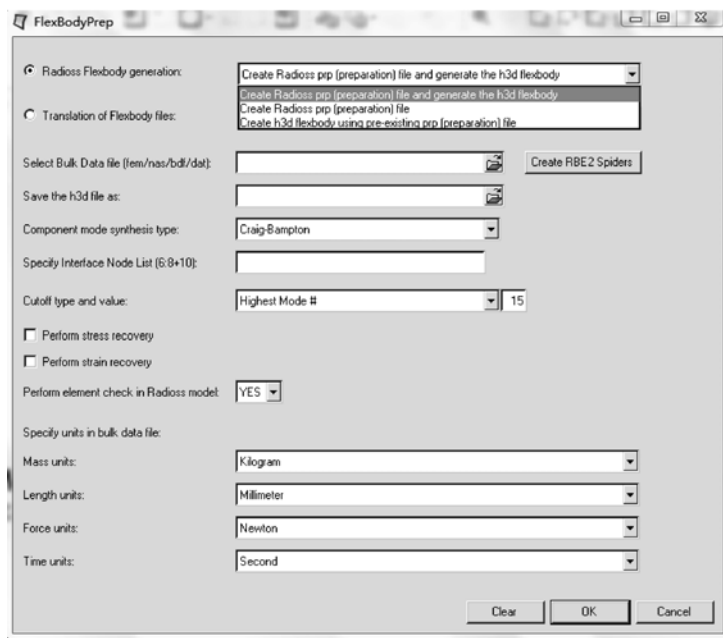 FlexBodyPrep
Radioss Flexbody generation:
Create Radioss prp (preparation) file and generate the h3d flexbody
Create Radioss prp (preparation) file and generate the h3d flexbody
Create Radioss prp (preparation) file
Create h3d flexbody using pre-existing prp (preparation) file
Translation of Flexbody files:
Select Bulk Data file (fem/nas/bdf/dat):
Create RBE2 Spiders
Save the h3d file as:
Component mode synthesis type:
Craig-Bampton
Specify Interface Node List (6:8+10):
Cutoff type and value:
Highest Mode #
15
Perform stress recovery
Perform strain recovery
Perform element check in Radioss model:
YES
Specify units in bulk data file:
Mass units:
Kilogram
Length units:
Millimeter
Force units:
Newton
Time units:
Second
Clear
OK
Cancel